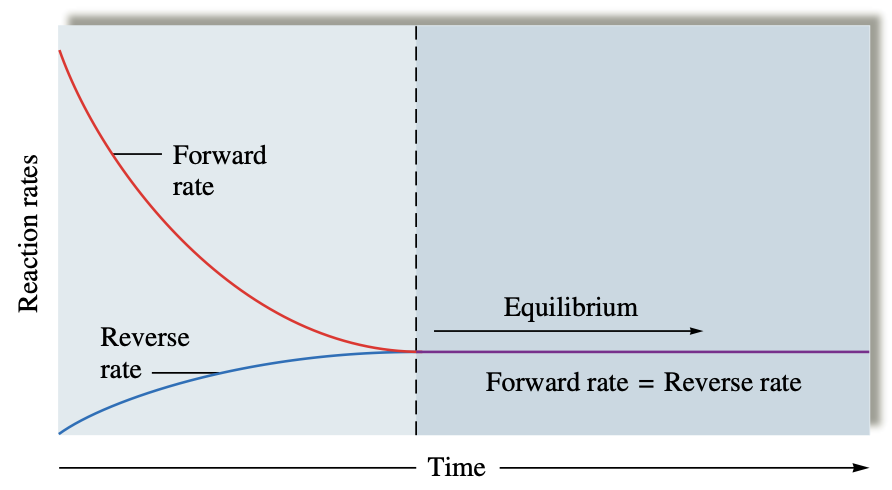 Reaction rates
Forward
rate
Reverse
rate
Equilibrium
Forward rate = Reverse rate
Time